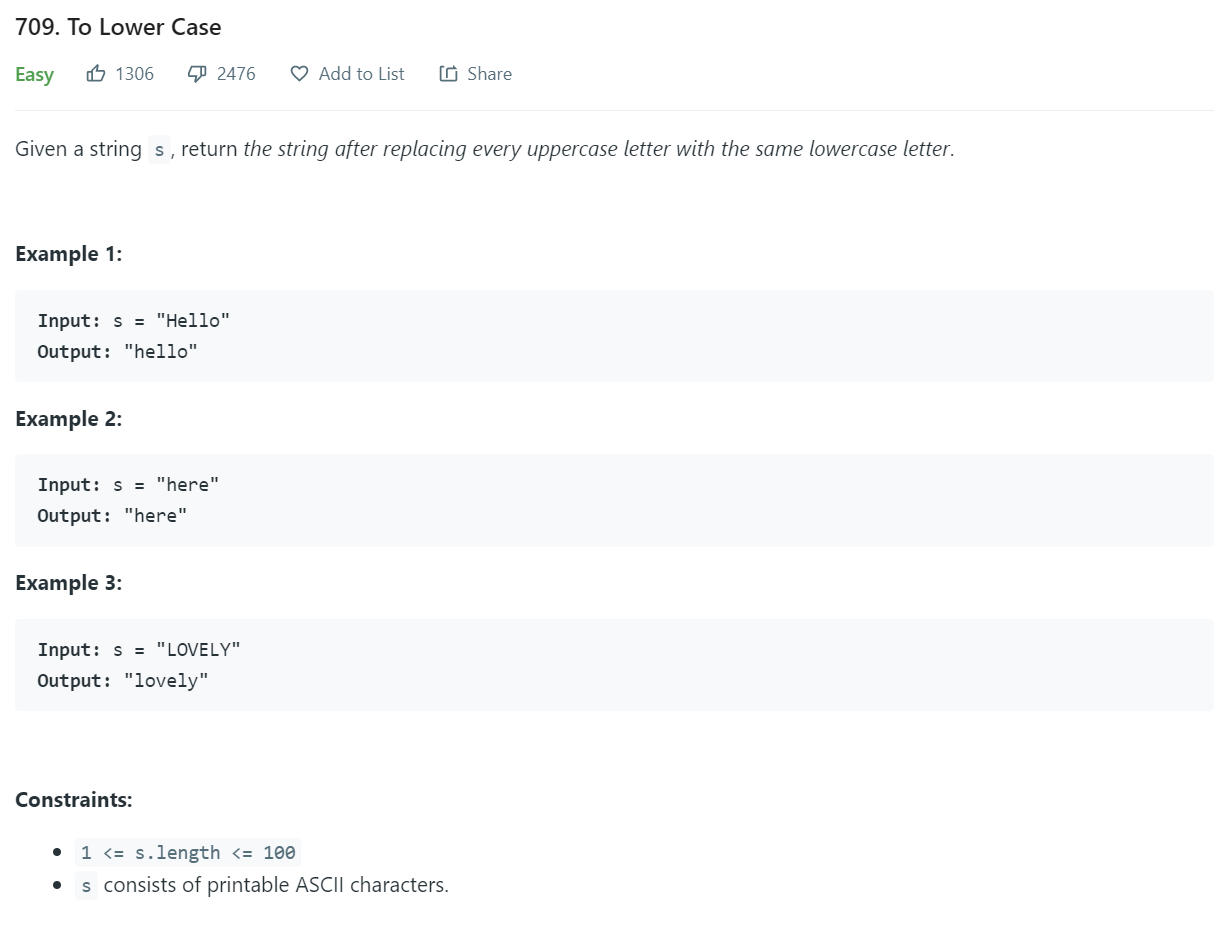 709. To Lower Case
Easy 1306 2476 Add to List Share
Given a string s, return the string after replacing every uppercase letter with the same lowercase letter.
Example 1:
Input: s = "Hello"
Output: "hello"
Example 2:
Input: s = "here"
Output: "here"
Example 3:
Input: s = "LOVELY"
Output: "lovely"
Constraints:
1 <= s.length <= 100
s consists of printable ASCII characters.